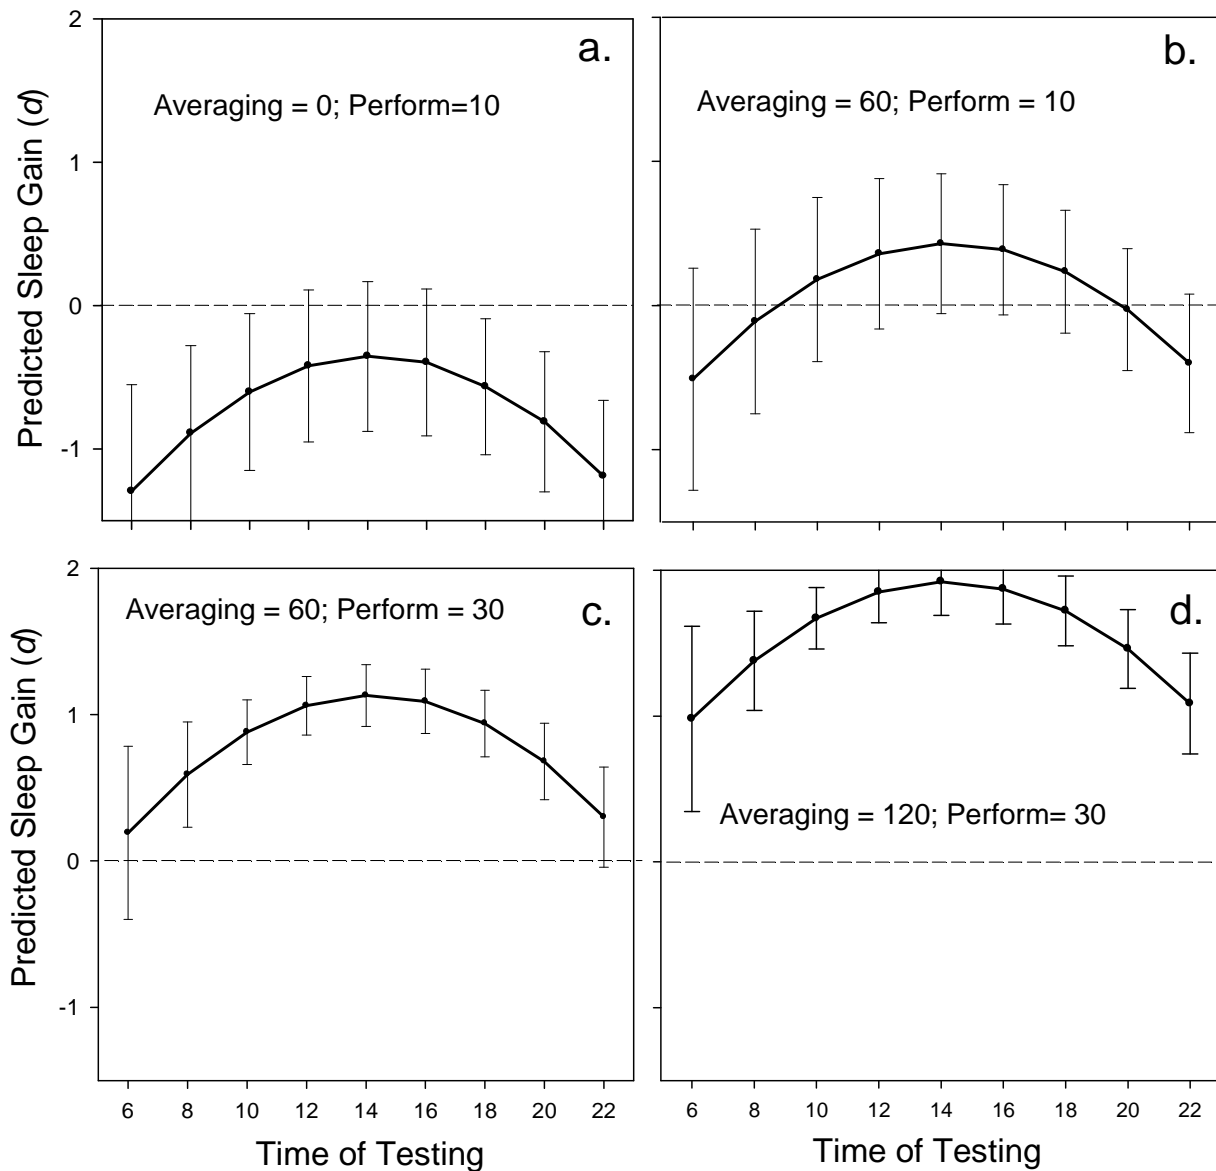 2
1
0
-1
Predicted Sleep Gain (d)
a.
Averaging = 0; Perform=10
b.
Averaging = 60; Perform = 10
2
1
0
-1
Predicted Sleep Gain (d)
Averaging = 60; Perform = 30
c.
d.
Averaging = 120; Perform= 30
6 8 10 12 14 16 18 20 22
Time of Testing
6 8 10 12 14 16 18 20 22
Time of Testing